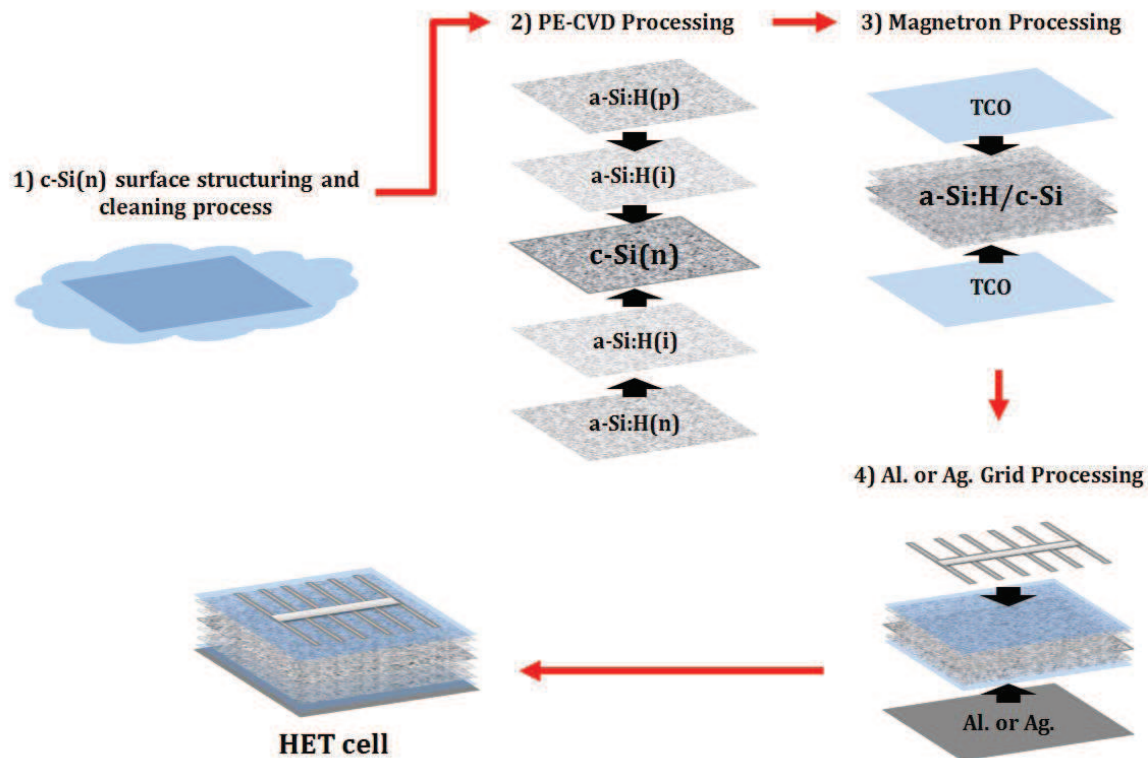 2) PE-CVD Processing
3) Magnetron Processing
a-Si:H(p)
TCO
1) c-Si(n) surface structuring and
cleaning process
a-Si:H(i)
a-Si:H/c-Si
c-Si(n)
TCO
a-Si:H(i)
a-Si:H(n)
4) Al. or Ag. Grid Processing
Al. or Ag.
HET cell